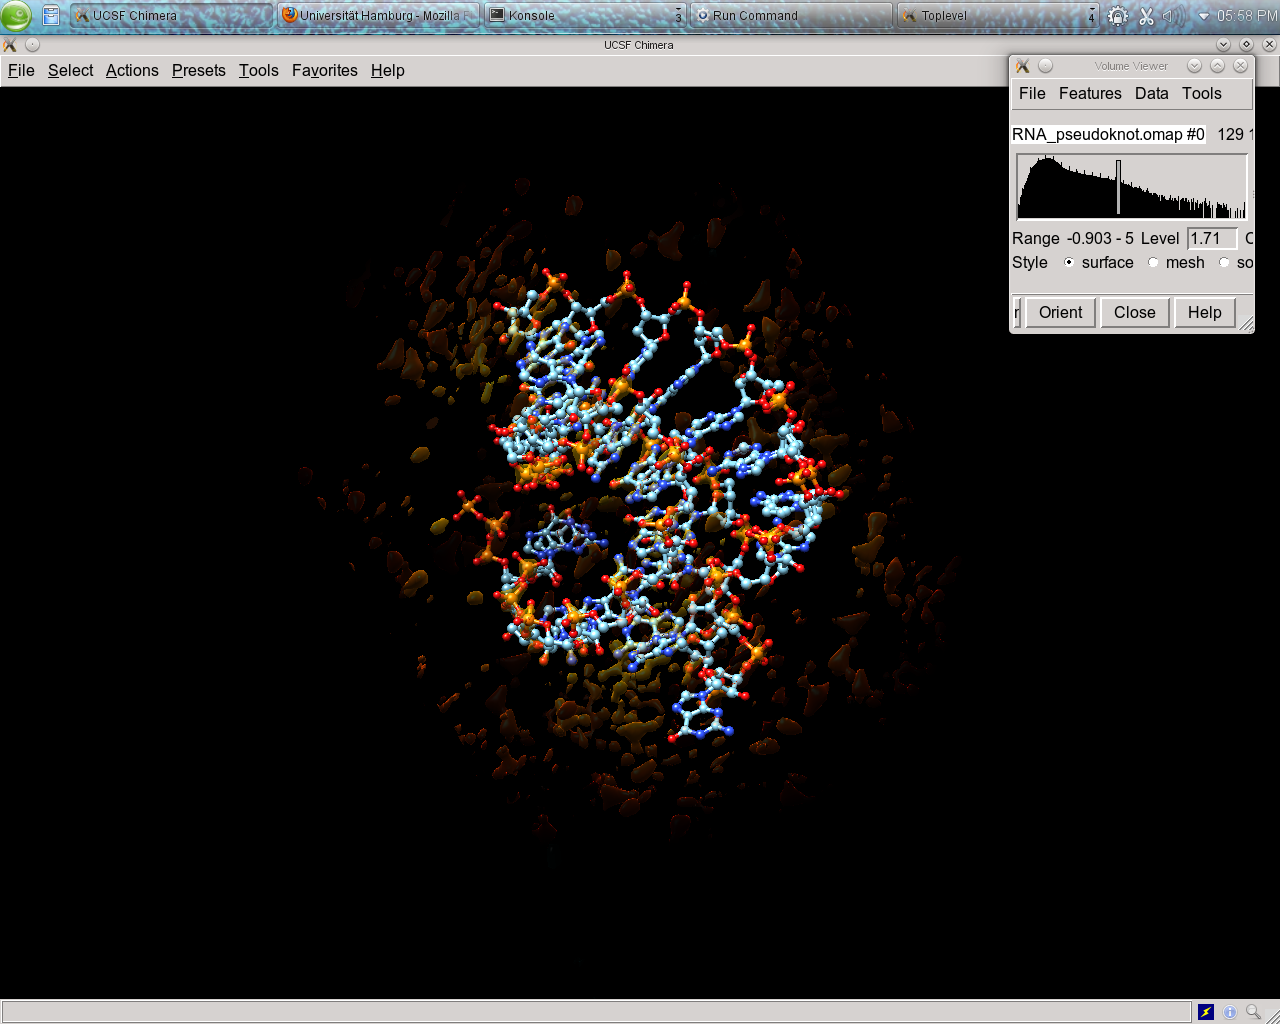 UCSF Chimera
Universität Hamburg - Mozilla F
Konsole
3
Run Command
Toplevel
4
05:58 PM
UCSF Chimera
File Select Actions Presets Tools Favorites Help
Volume Viewer
File Features Data Tools
RNA_pseudoknot.omap #0 129 1
Range -0.903 - 5 Level 1.71 C
Style surface mesh so
r Orient Close Help